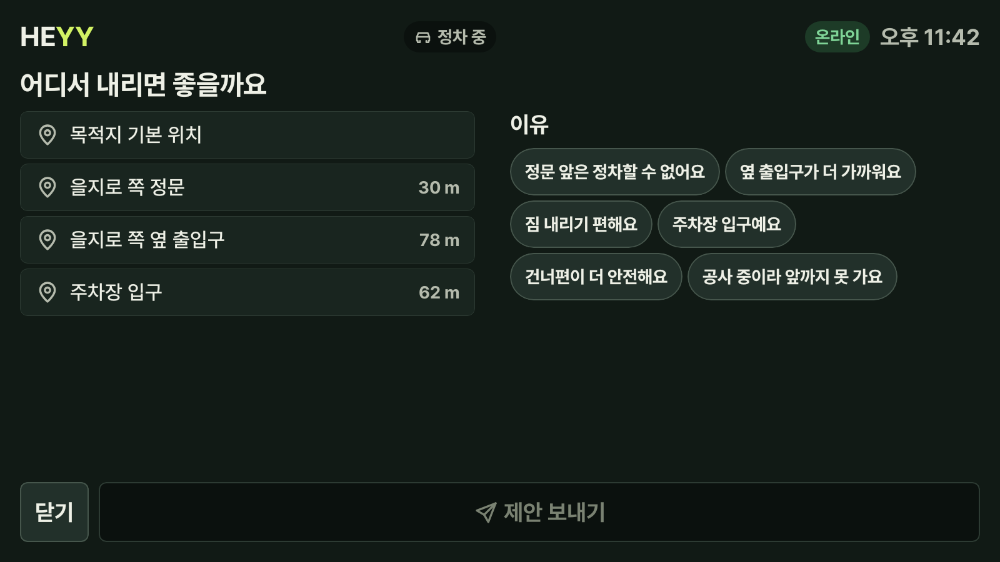 HEYY
정차 중
온라인
오후 11:42
어디서 내리면 좋을까요
목적지 기본 위치
을지로 쪽 정문
30 m
을지로 쪽 옆 출입구
78 m
주차장 입구
62 m
이유
정문 앞은 정차할 수 없어요
옆 출입구가 더 가까워요
짐 내리기 편해요
주차장 입구예요
건너편이 더 안전해요
공사 중이라 앞까지 못 가요
닫기
제안 보내기